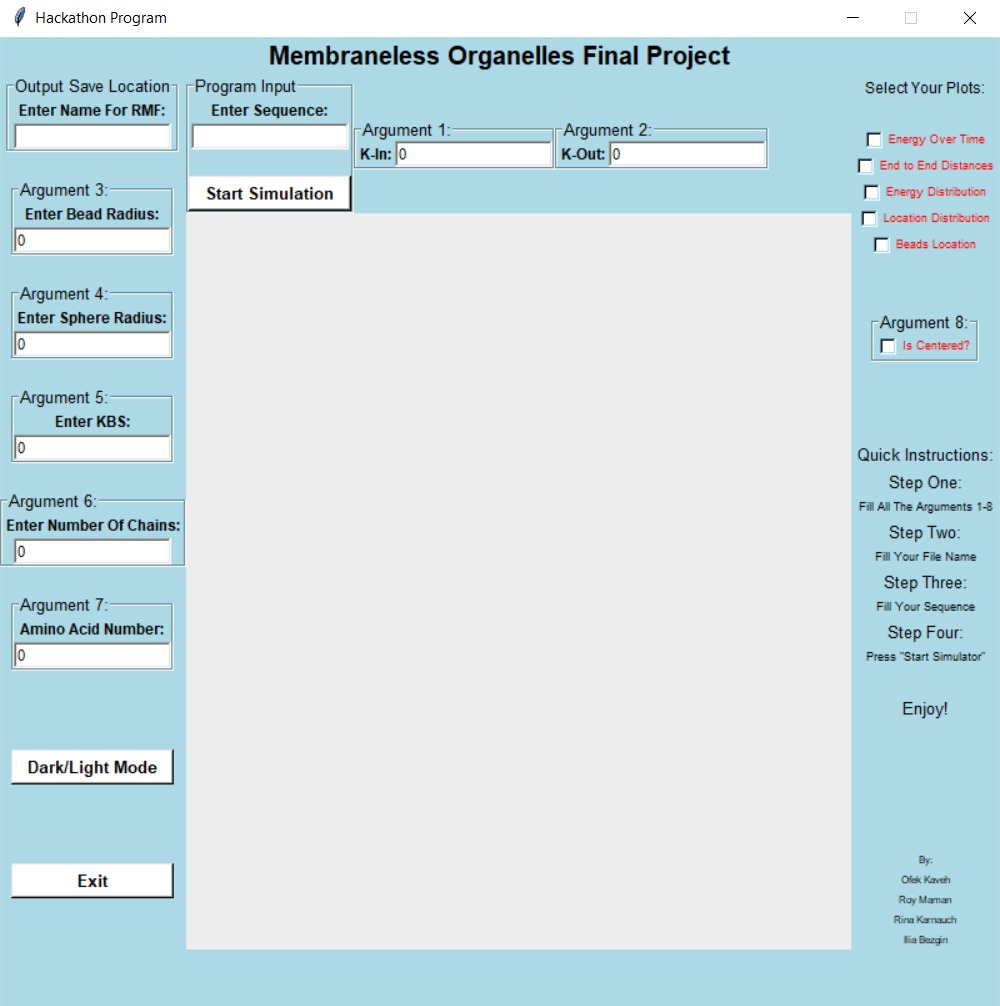 Hackathon Program
Membraneless Organelles Final Project
Output Save Location
Enter Name For RMF:
Program Input
Enter Sequence:
Argument 1:
K-In: 0
Argument 2:
K-Out: 0
Start Simulation
Argument 3:
Enter Bead Radius:
0
Argument 4:
Enter Sphere Radius:
0
Argument 5:
Enter KBS:
0
Argument 6:
Enter Number Of Chains:
0
Argument 7:
Amino Acid Number:
0
Dark/Light Mode
Exit
Select Your Plots:
Energy Over Time
End to End Distances
Energy Distribution
Location Distribution
Beads Location
Argument 8:
Is Centered?
Quick Instructions:
Step One:
Fill All The Arguments 1-8
Step Two:
Fill Your File Name
Step Three:
Fill Your Sequence
Step Four:
Press "Start Simulator"
Enjoy!
By:
Ofek Kaveh
Roy Maman
Rina Karnauch
Ilia Bezgin